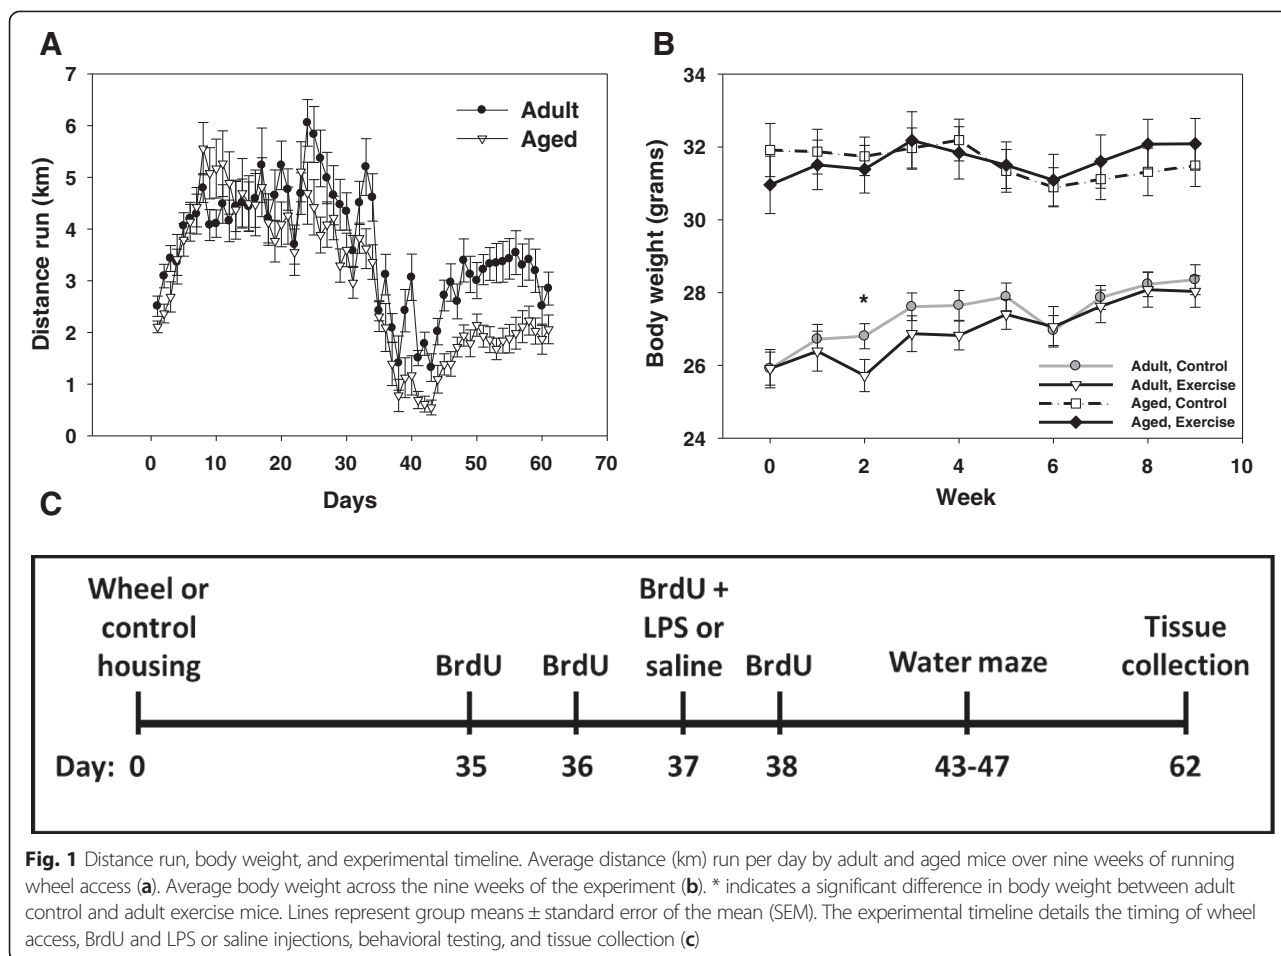 A
7
6
5
4
3
2
1
0
Distance run (km)
0 10 20 30 40 50 60 70
Days
Adult
Aged
B
34
32
30
28
26
24
Body weight (grams)
*
0 2 4 6 8 10
Week
Adult, Control
Adult, Exercise
Aged, Control
Aged, Exercise
C
Wheel or
control
housing
BrdU
BrdU
BrdU +
LPS or
saline
BrdU
Water maze
Tissue
collection
Day: 0 35 36 37 38 43-47 62
Fig. 1 Distance run, body weight, and experimental timeline. Average distance (km) run per day by adult and aged mice over nine weeks of running
wheel access (a). Average body weight across the nine weeks of the experiment (b). * indicates a significant difference in body weight between adult
control and adult exercise mice. Lines represent group means ± standard error of the mean (SEM). The experimental timeline details the timing of wheel
access, BrdU and LPS or saline injections, behavioral testing, and tissue collection (c)